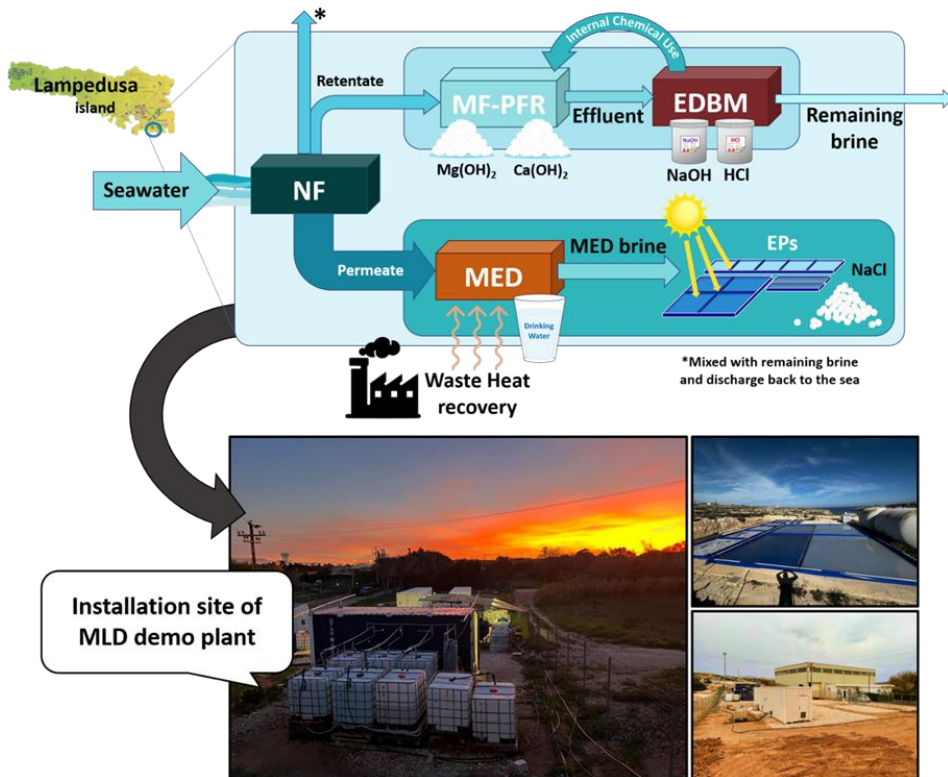 *
Lampedusa
island
Internal Chemical Use
Retentate
MF-PFR
Effluent
EDBM
Remaining
brine
Mg(OH)₂
Ca(OH)₂
NaOH
HCl
NaOH
HCl
Seawater
NF
Permeate
MED
MED brine
EPs
NaCl
Drinking
Water
Waste Heat
recovery
*Mixed with remaining brine
and discharge back to the sea
Installation site of
MLD demo plant